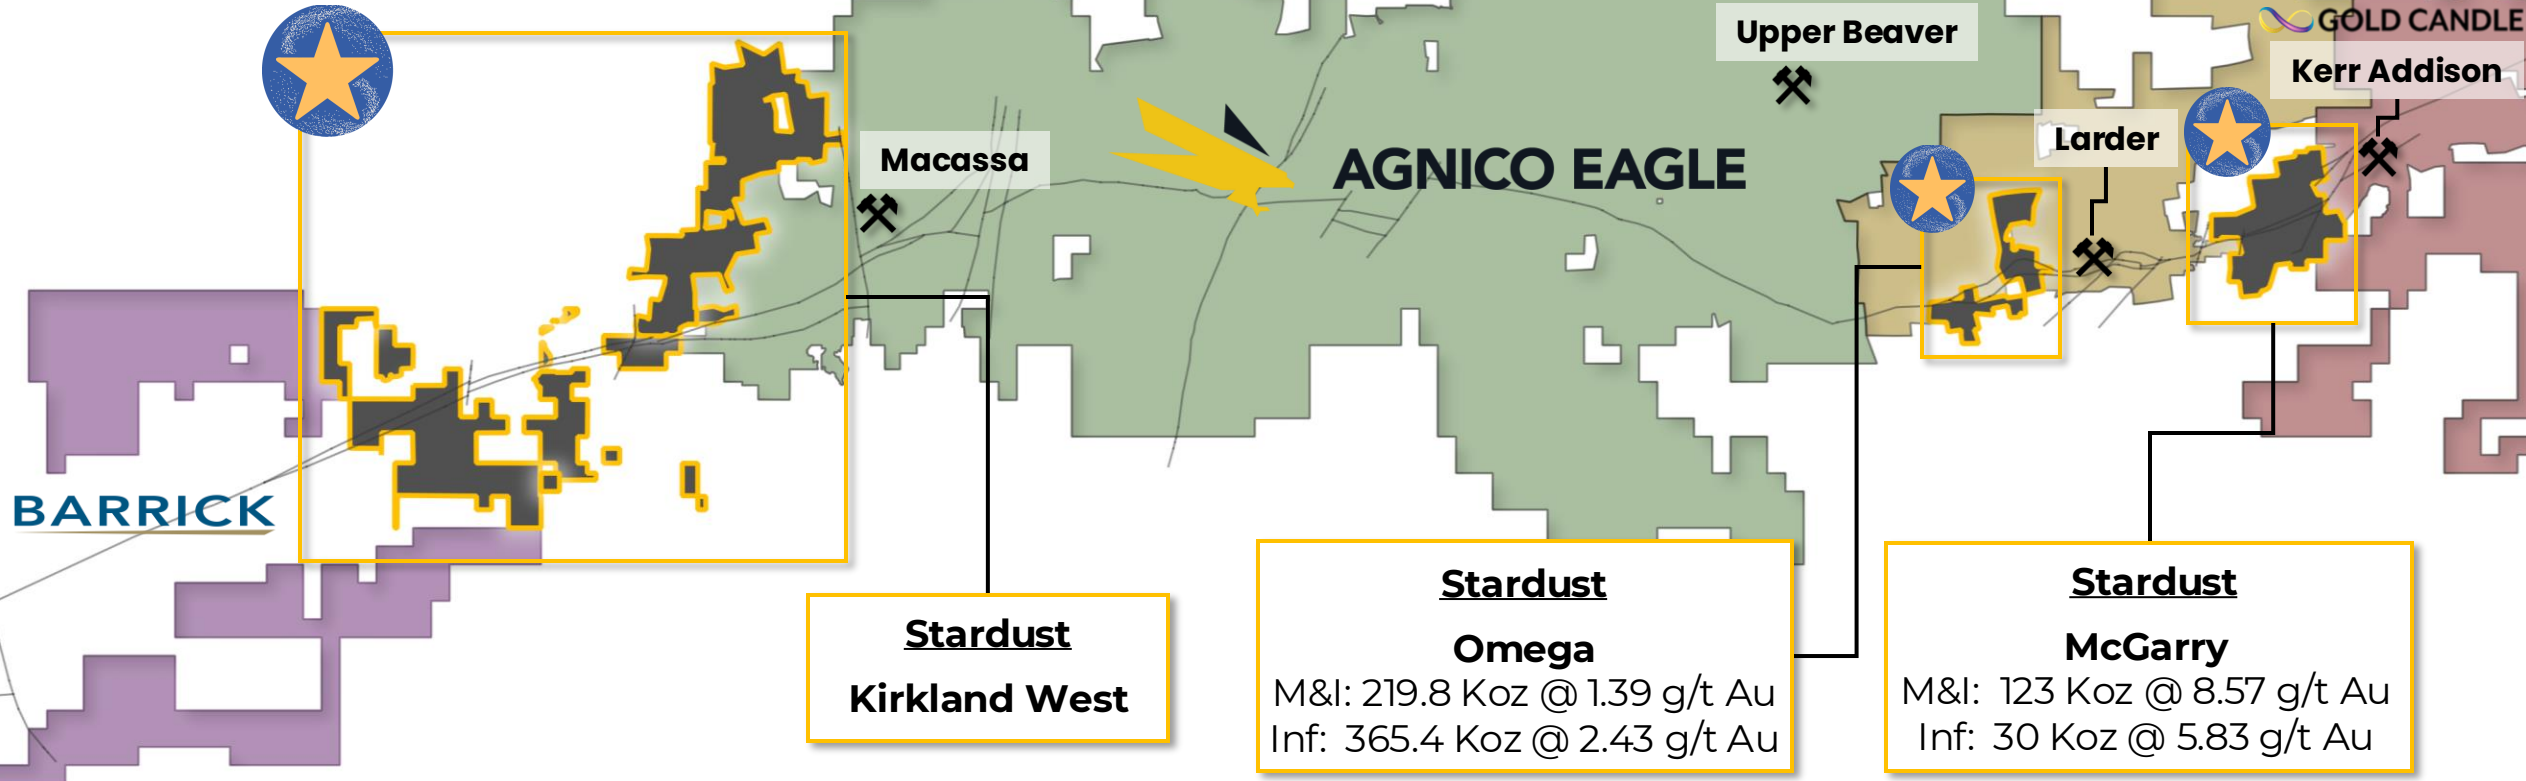 GOLD CANDLE
Upper Beaver
Kerr Addison
Larder
Macassa
AGNICO EAGLE
BARRICK
Stardust
Kirkland West
Stardust
Omega
M&I: 219.8 Koz @ 1.39 g/t Au
Inf: 365.4 Koz @ 2.43 g/t Au
Stardust
McGarry
M&I: 123 Koz @ 8.57 g/t Au
Inf: 30 Koz @ 5.83 g/t Au